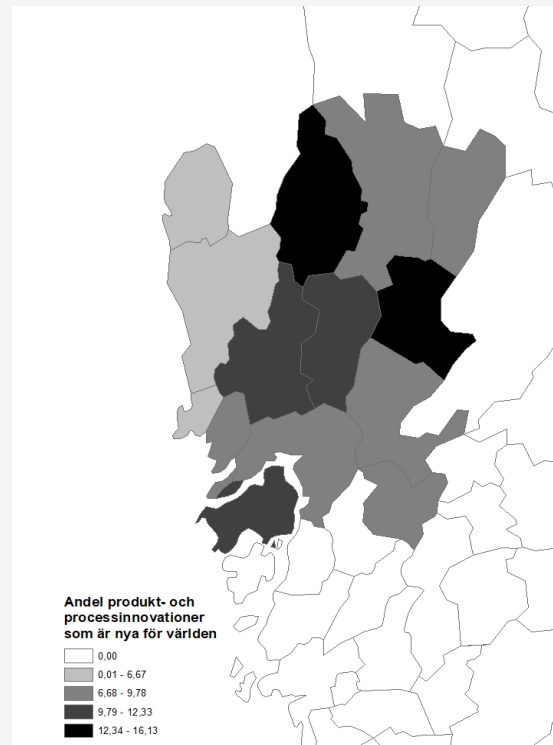 Andel produkt- och
processinnovationer
som är nya för världen
0,00
0,01 - 6,67
6,68 - 9,78
9,79 - 12,33
12,34 - 16,13